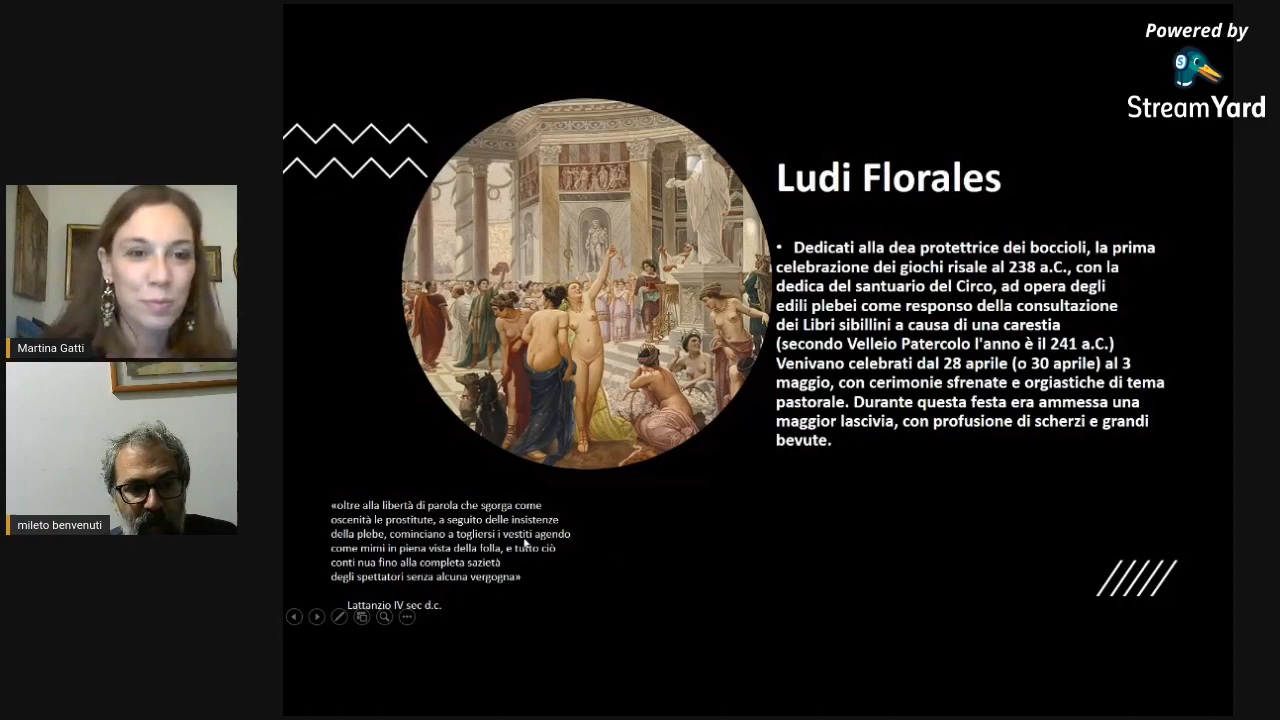 Powered by
StreamYard
Martina Gatti
mileto benvenuti
Ludi Florales
• Dedicati alla dea protettrice dei boccioli, la prima
celebrazione dei giochi risale al 238 a.C., con la
dedica del santuario del Circo, ad opera degli
edili plebei come responso della consultazione
dei Libri sibillini a causa di una carestia
(secondo Velleio Patercolo l'anno è il 241 a.C.)
Venivano celebrati dal 28 aprile (o 30 aprile) al 3
maggio, con cerimonie sfrenate e orgiastiche di tema
pastorale. Durante questa festa era ammessa una
maggior lascivia, con profusione di scherzi e grandi
bevute.
«oltre alla libertà di parola che sgorga come
oscenità le prostitute, a seguito delle insistenze
della plebe, cominciano a togliersi i vestiti agendo
come mimi in piena vista della folla, e tutto ciò
conti nua fino alla completa sazietà
degli spettatori senza alcuna vergogna»
Lattanzio IV sec d.c.